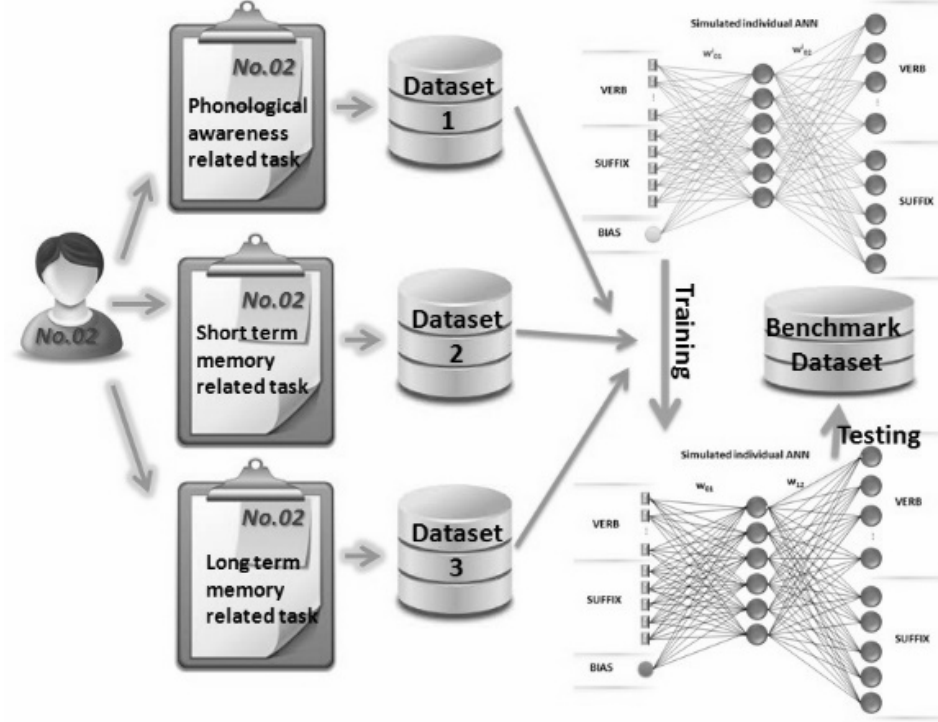 No.02
No.02
Phonological
awareness
related task
Dataset
1
No.02
Short term
memory
related task
Dataset
2
No.02
Long term
memory
related task
Dataset
3
Simulated individual ANN
VERB
SUFFIX
BIAS
VERB
SUFFIX
Training
Benchmark
Dataset
Testing
Simulated individual ANN
w01
w12
VERB
SUFFIX
BIAS
VERB
SUFFIX